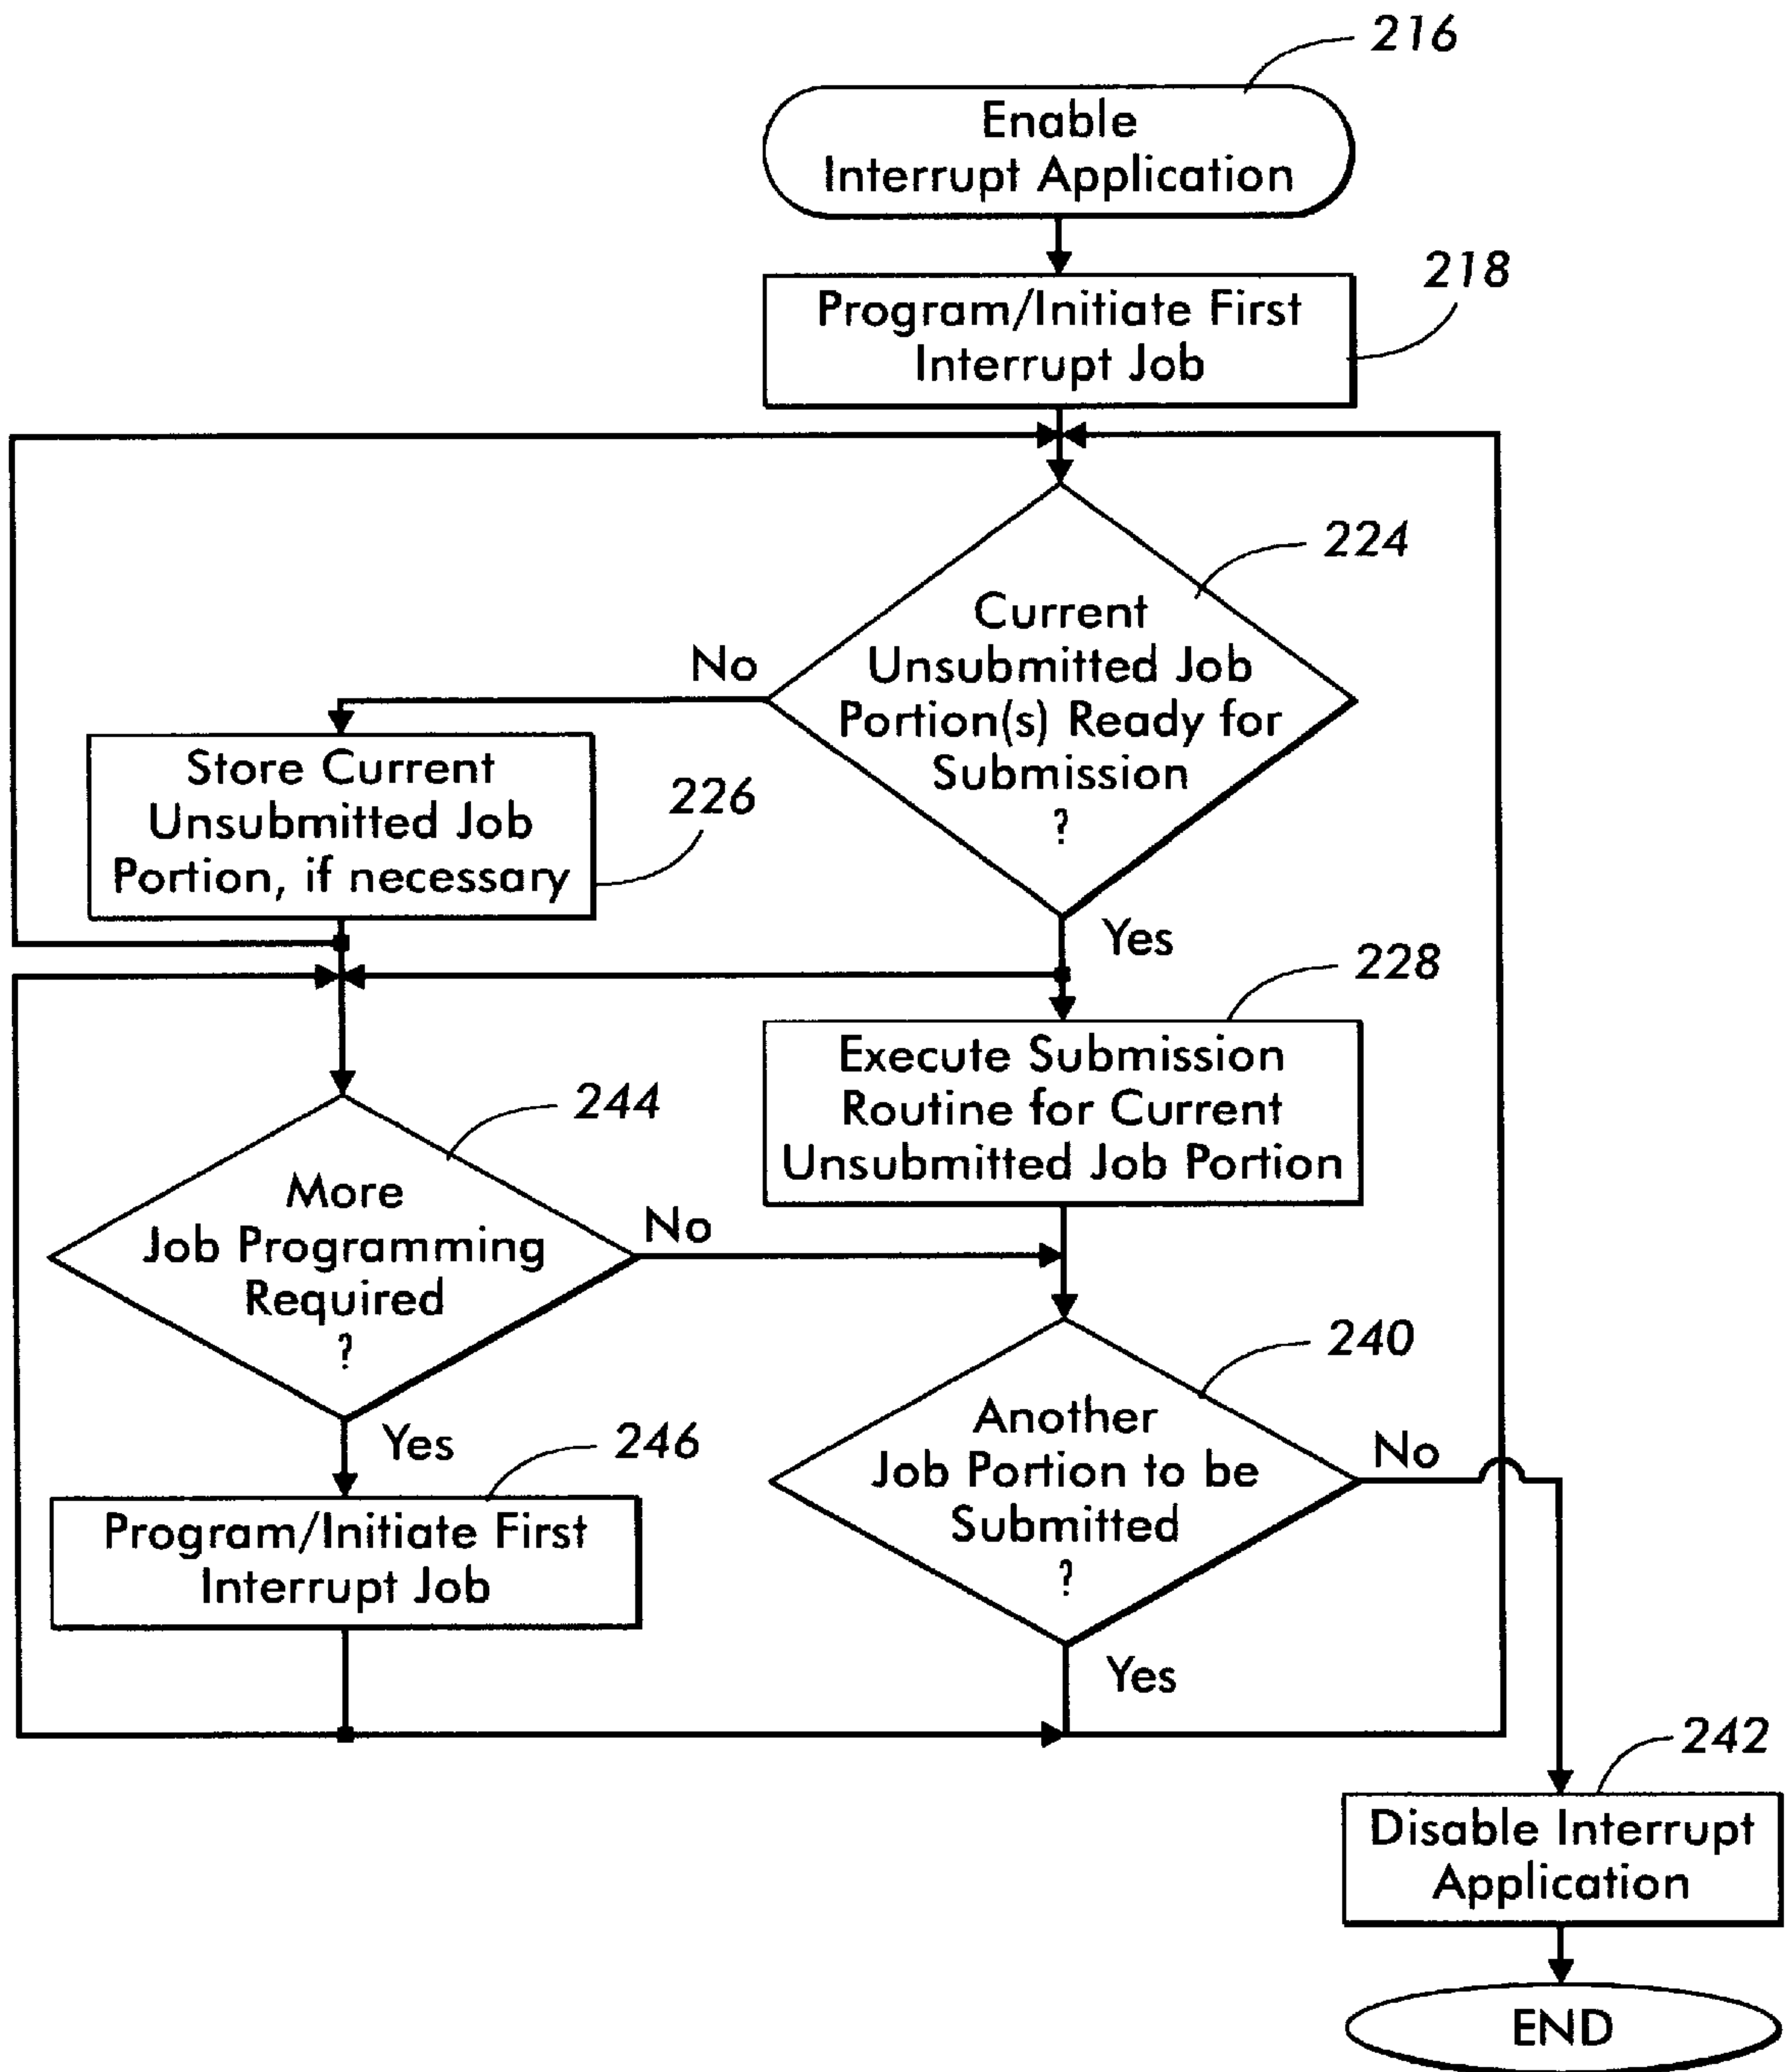 216
Enable
Interrupt Application
218
Program/Initiate First
Interrupt Job
224
Current
Unsubmitted Job
Portion(s) Ready for
Submission
?
No
Store Current
Unsubmitted Job
Portion, if necessary
226
Yes
228
Execute Submission
Routine for Current
Unsubmitted Job Portion
244
More
Job Programming
Required
?
No
240
Another
Job Portion to be
Submitted
?
No
Yes
246
Program/Initiate First
Interrupt Job
Yes
242
Disable Interrupt
Application
END